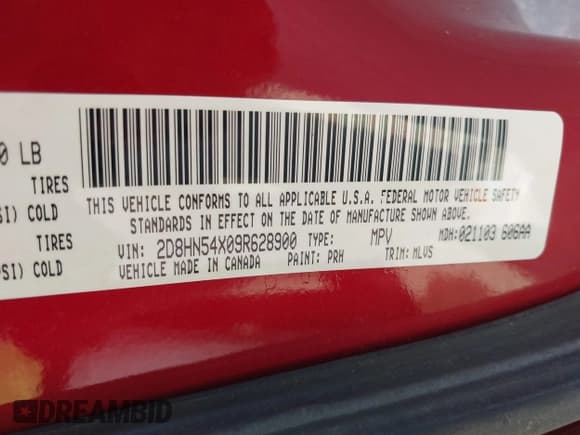 0 LB
TIRES
SI) COLD
TIRES
PSI) COLD
THIS VEHICLE CONFORMS TO ALL APPLICABLE U.S.A. FEDERAL MOTOR VEHICLE SAFETY
STANDARDS IN EFFECT ON THE DATE OF MANUFACTURE SHOWN ABOVE.
VIN: 2D8HN54X09R628900 TYPE: MPV MDH:021103 606AA
VEHICLE MADE IN CANADA PAINT: PRH TRIM: MLVS
DREAMBID